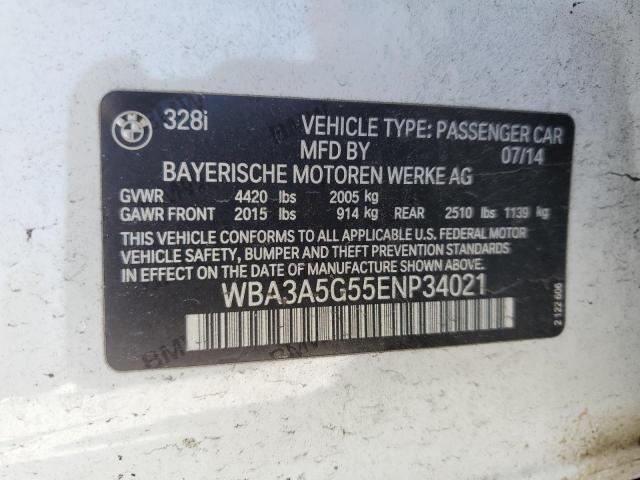 328i VEHICLE TYPE: PASSENGER CAR
MFD BY 07/14
BAYERISCHE MOTOREN WERKE AG
GVWR 4420 lbs 2005 kg
GAWR FRONT 2015 lbs 914 kg REAR 2510 lbs 1139 kg
THIS VEHICLE CONFORMS TO ALL APPLICABLE U.S. FEDERAL MOTOR
VEHICLE SAFETY, BUMPER AND THEFT PREVENTION STANDARDS
IN EFFECT ON THE DATE OF MANUFACTURE SHOWN ABOVE.
WBA3A5G55ENP34021
2 122 606